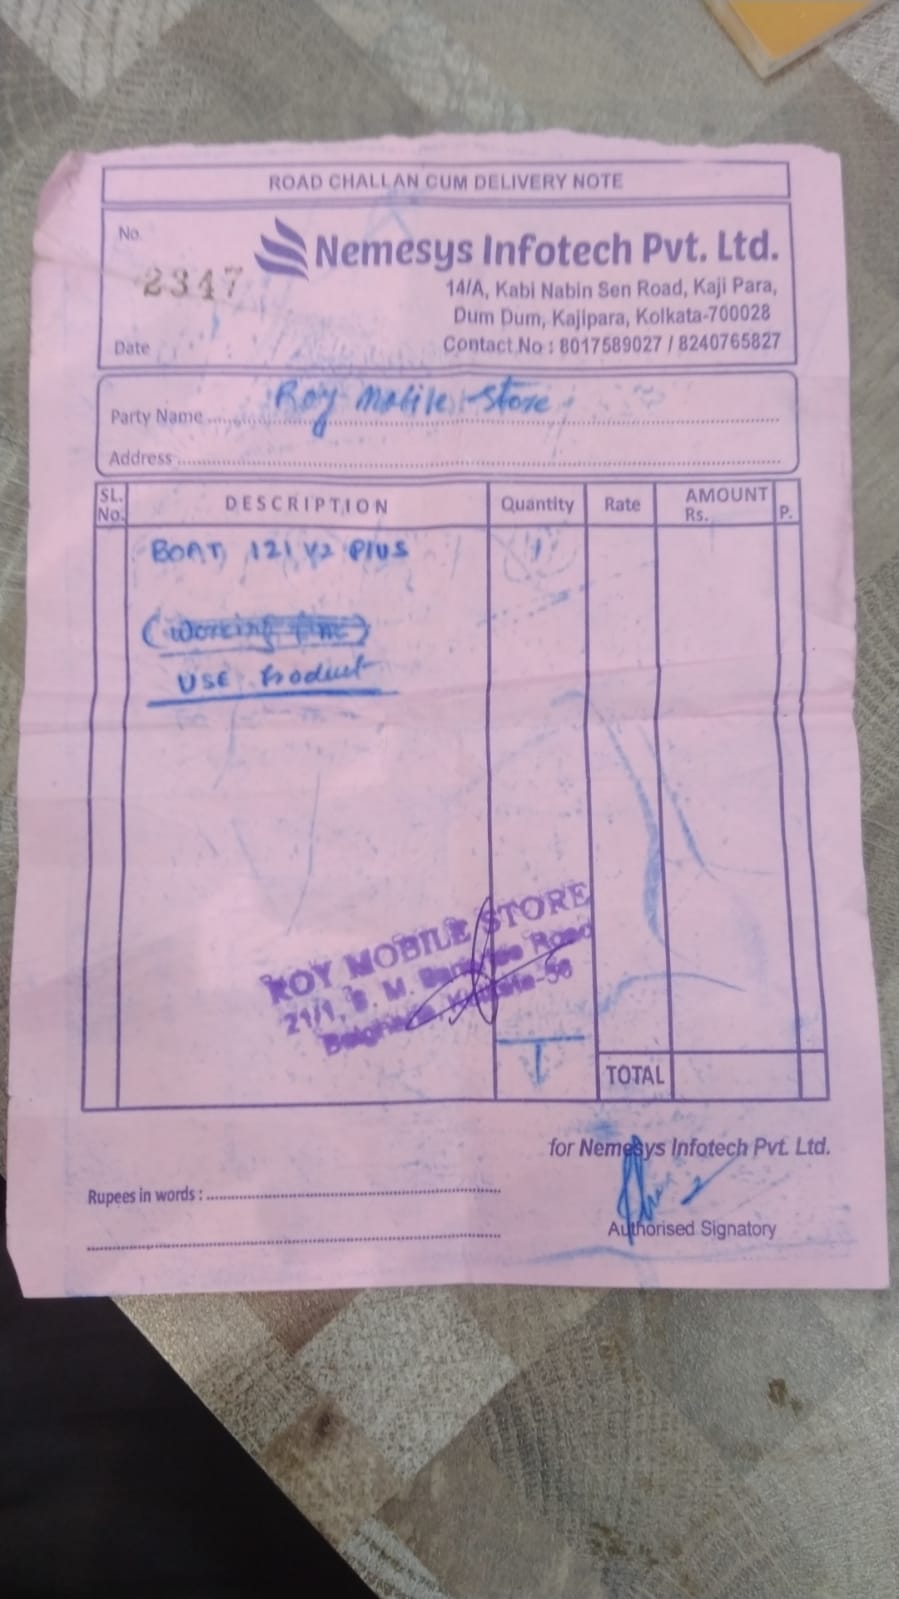 ROAD CHALLAN CUM DELIVERY NOTE
No.
2347
Nemesys Infotech Pvt. Ltd.
14/A, Kabi Nabin Sen Road, Kaji Para,
Dum Dum, Kajipara, Kolkata-700028
Date
Contact No : 8017589027 / 8240765827
Party Name Roy Mobile Store
Address
SL. No. DESCRIPTION Quantity Rate AMOUNT Rs. P.
BOAT 121 V2 PlUS 1
(Working fine)
USE Product
ROY MOBILE STORE
21/1, B. M. Banerjee Road
Kolkata-56
1
TOTAL
for Nemesys Infotech Pvt. Ltd.
Rupees in words :
Authorised Signatory